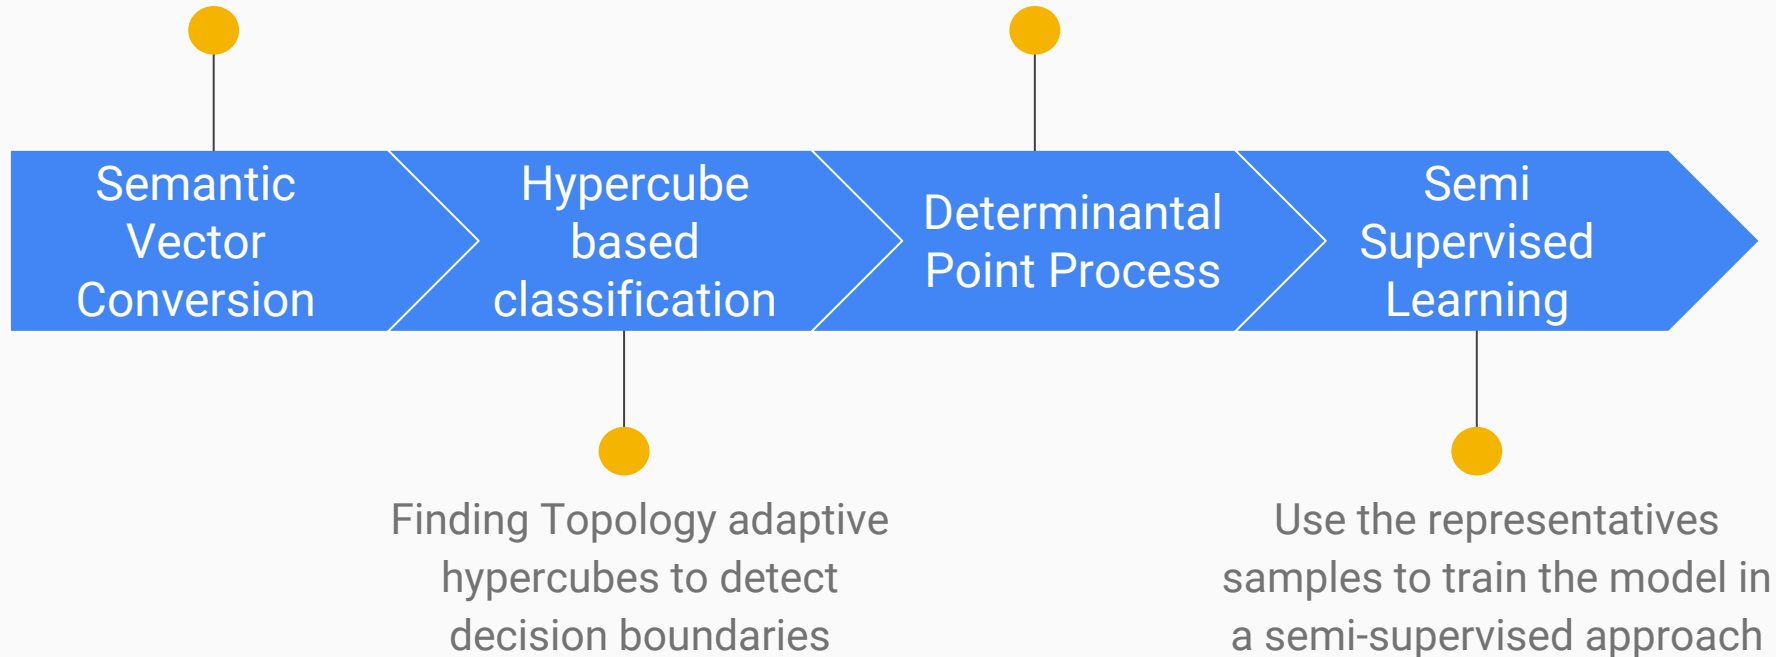 Semantic
Vector
Conversion
Hypercube
based
classification
Determinantal
Point Process
Semi
Supervised
Learning
Finding Topology adaptive
hypercubes to detect
decision boundaries
Use the representatives
samples to train the model in
a semi-supervised approach